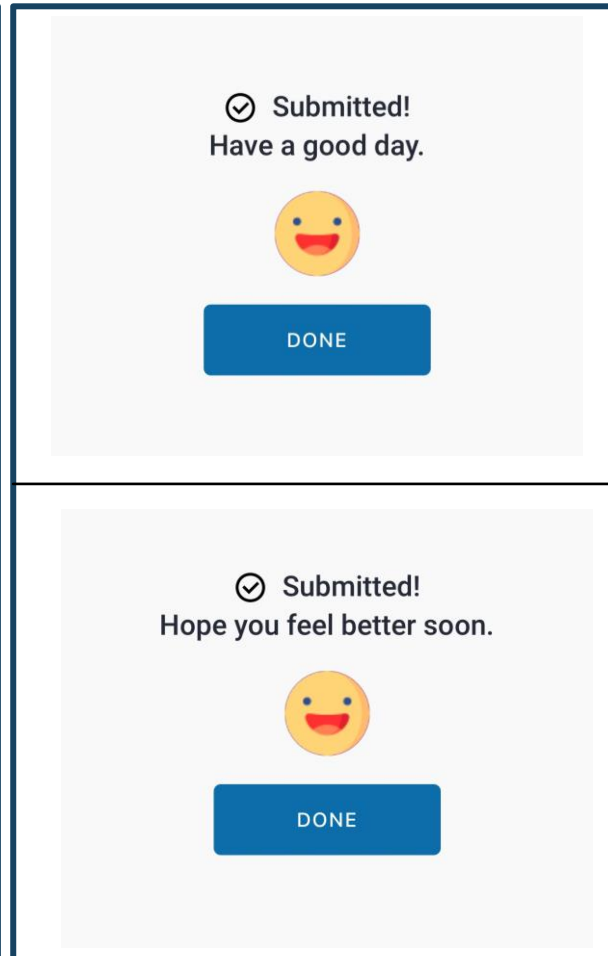 Submitted!
Have a good day.
DONE
Submitted!
Hope you feel better soon.
DONE